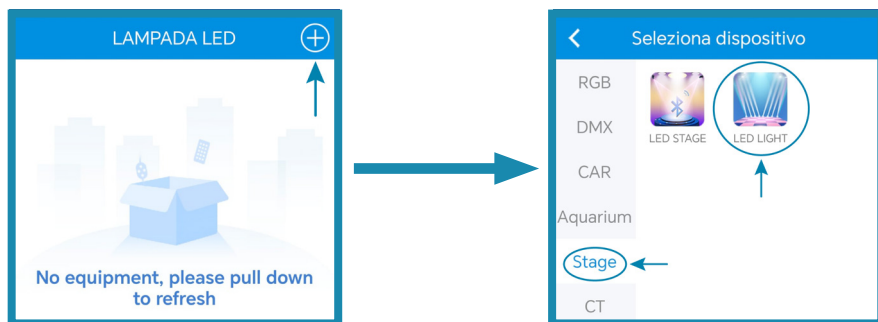 LAMPADA LED
No equipment, please pull down
to refresh
Seleziona dispositivo
RGB
DMX
CAR
Aquarium
Stage
CT
LED STAGE
LED LIGHT